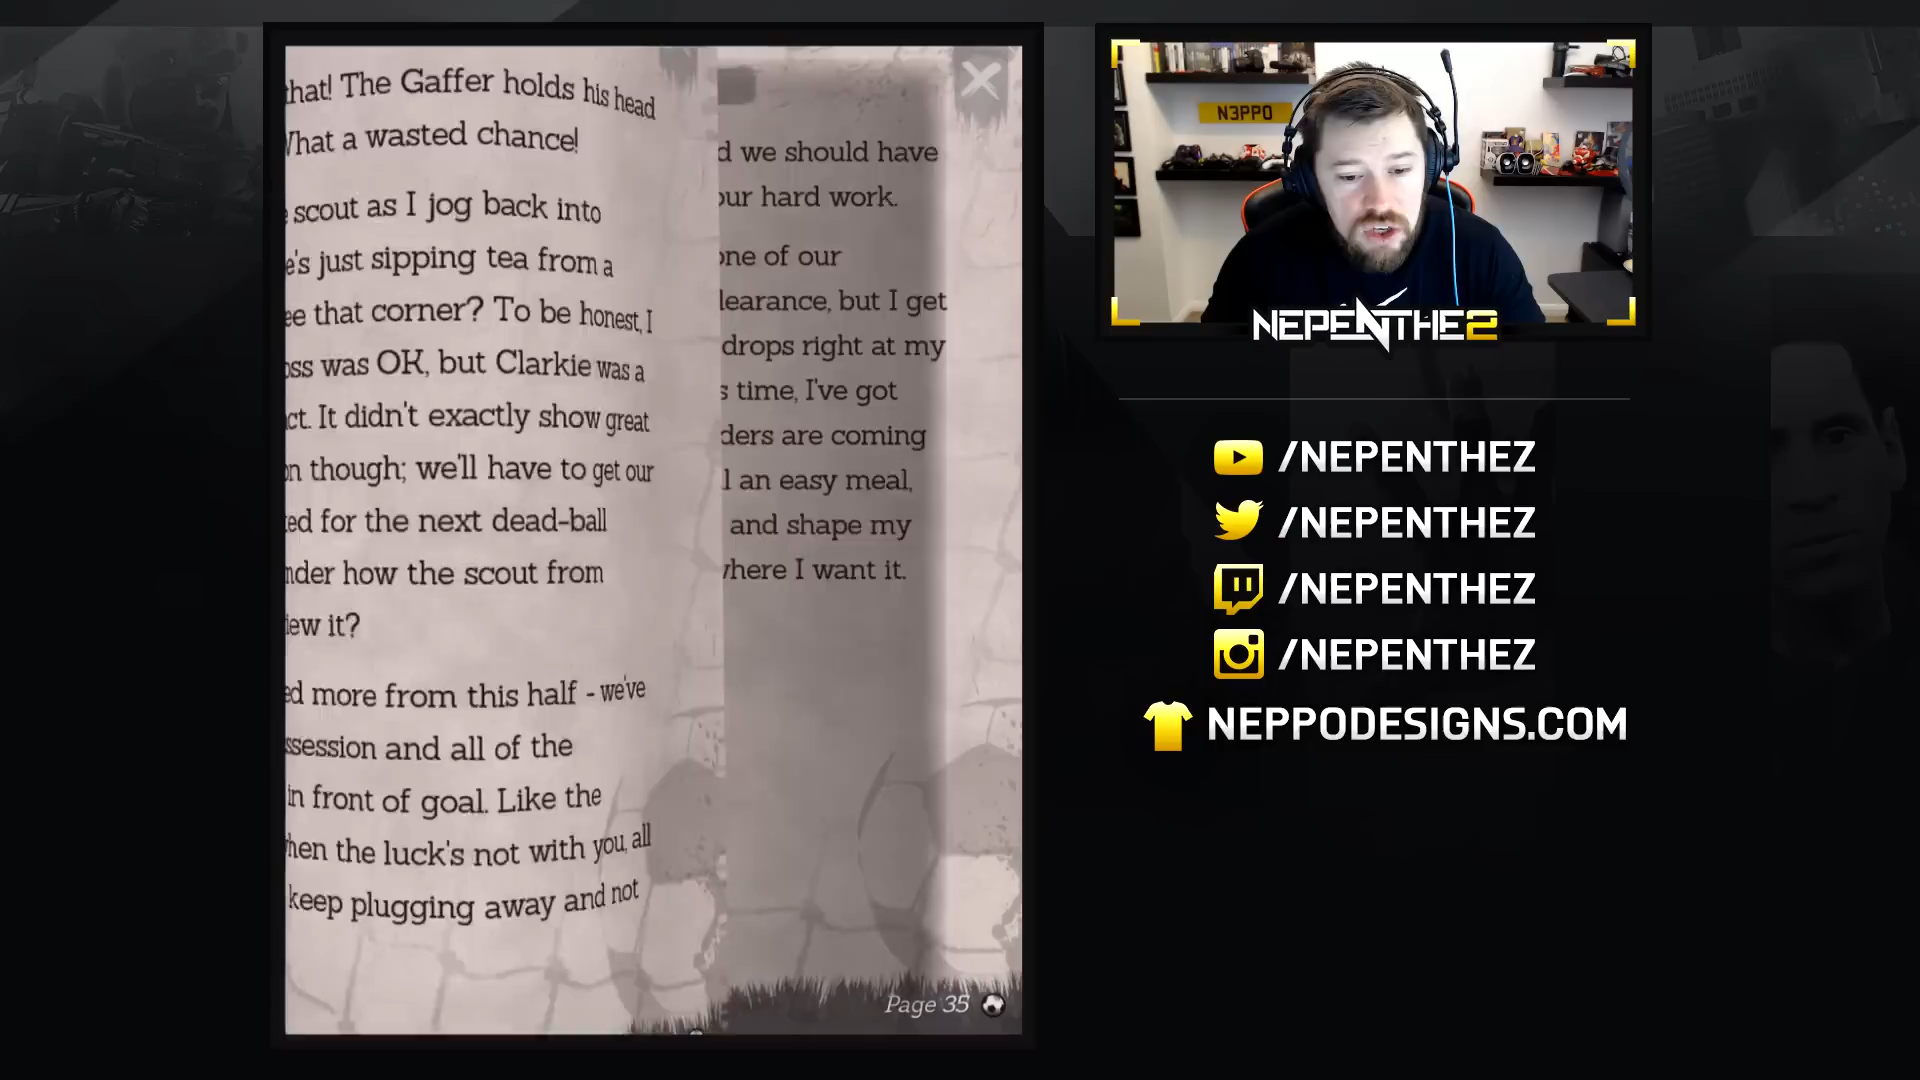 that! The Gaffer holds his head
What a wasted chance!
scout as I jog back into
e's just sipping tea from a
ee that corner? To be honest, I
oss was OK, but Clarkie was a
ct. It didn't exactly show great
on though; we'll have to get our
ed for the next dead-ball
nder how the scout from
iew it?
ed more from this half - we've
ssession and all of the
in front of goal. Like the
hen the luck's not with you, all
keep plugging away and not
d we should have
our hard work.
one of our
learance, but I get
drops right at my
s time, I've got
ders are coming
l an easy meal,
and shape my
where I want it.
Page 35
N3PPO
NEPENTHEZ
/NEPENTHEZ
/NEPENTHEZ
/NEPENTHEZ
/NEPENTHEZ
NEPPODESIGNS.COM